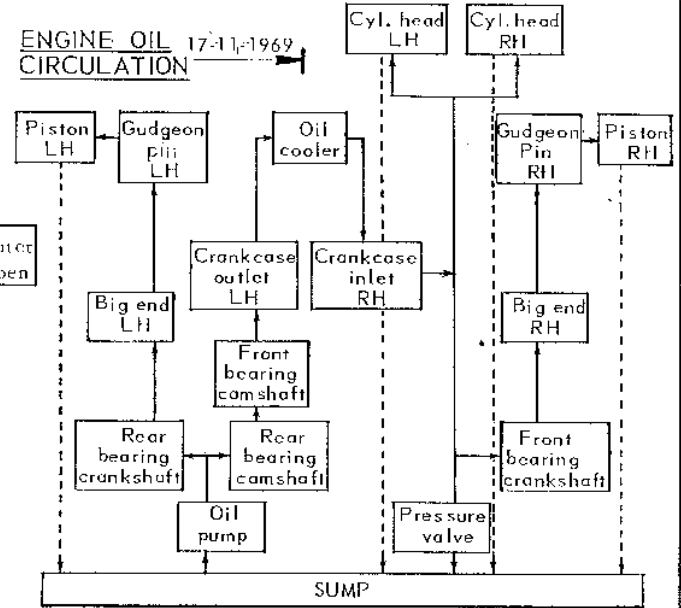 ENGINE OIL 17-11-1969
CIRCULATION
Cyl. head
LH
Cyl. head
RH
Piston
LH
Gudgeon
pin
LH
Oil
cooler
Gudgeon
Pin
RH
Piston
RH
Crankcase
outlet
LH
Crankcase
inlet
RH
Big end
LH
Big end
RH
Front
bearing
camshaft
Rear
bearing
crankshaft
Rear
bearing
camshaft
Front
bearing
crankshaft
Oil
pump
Pressure
valve
SUMP